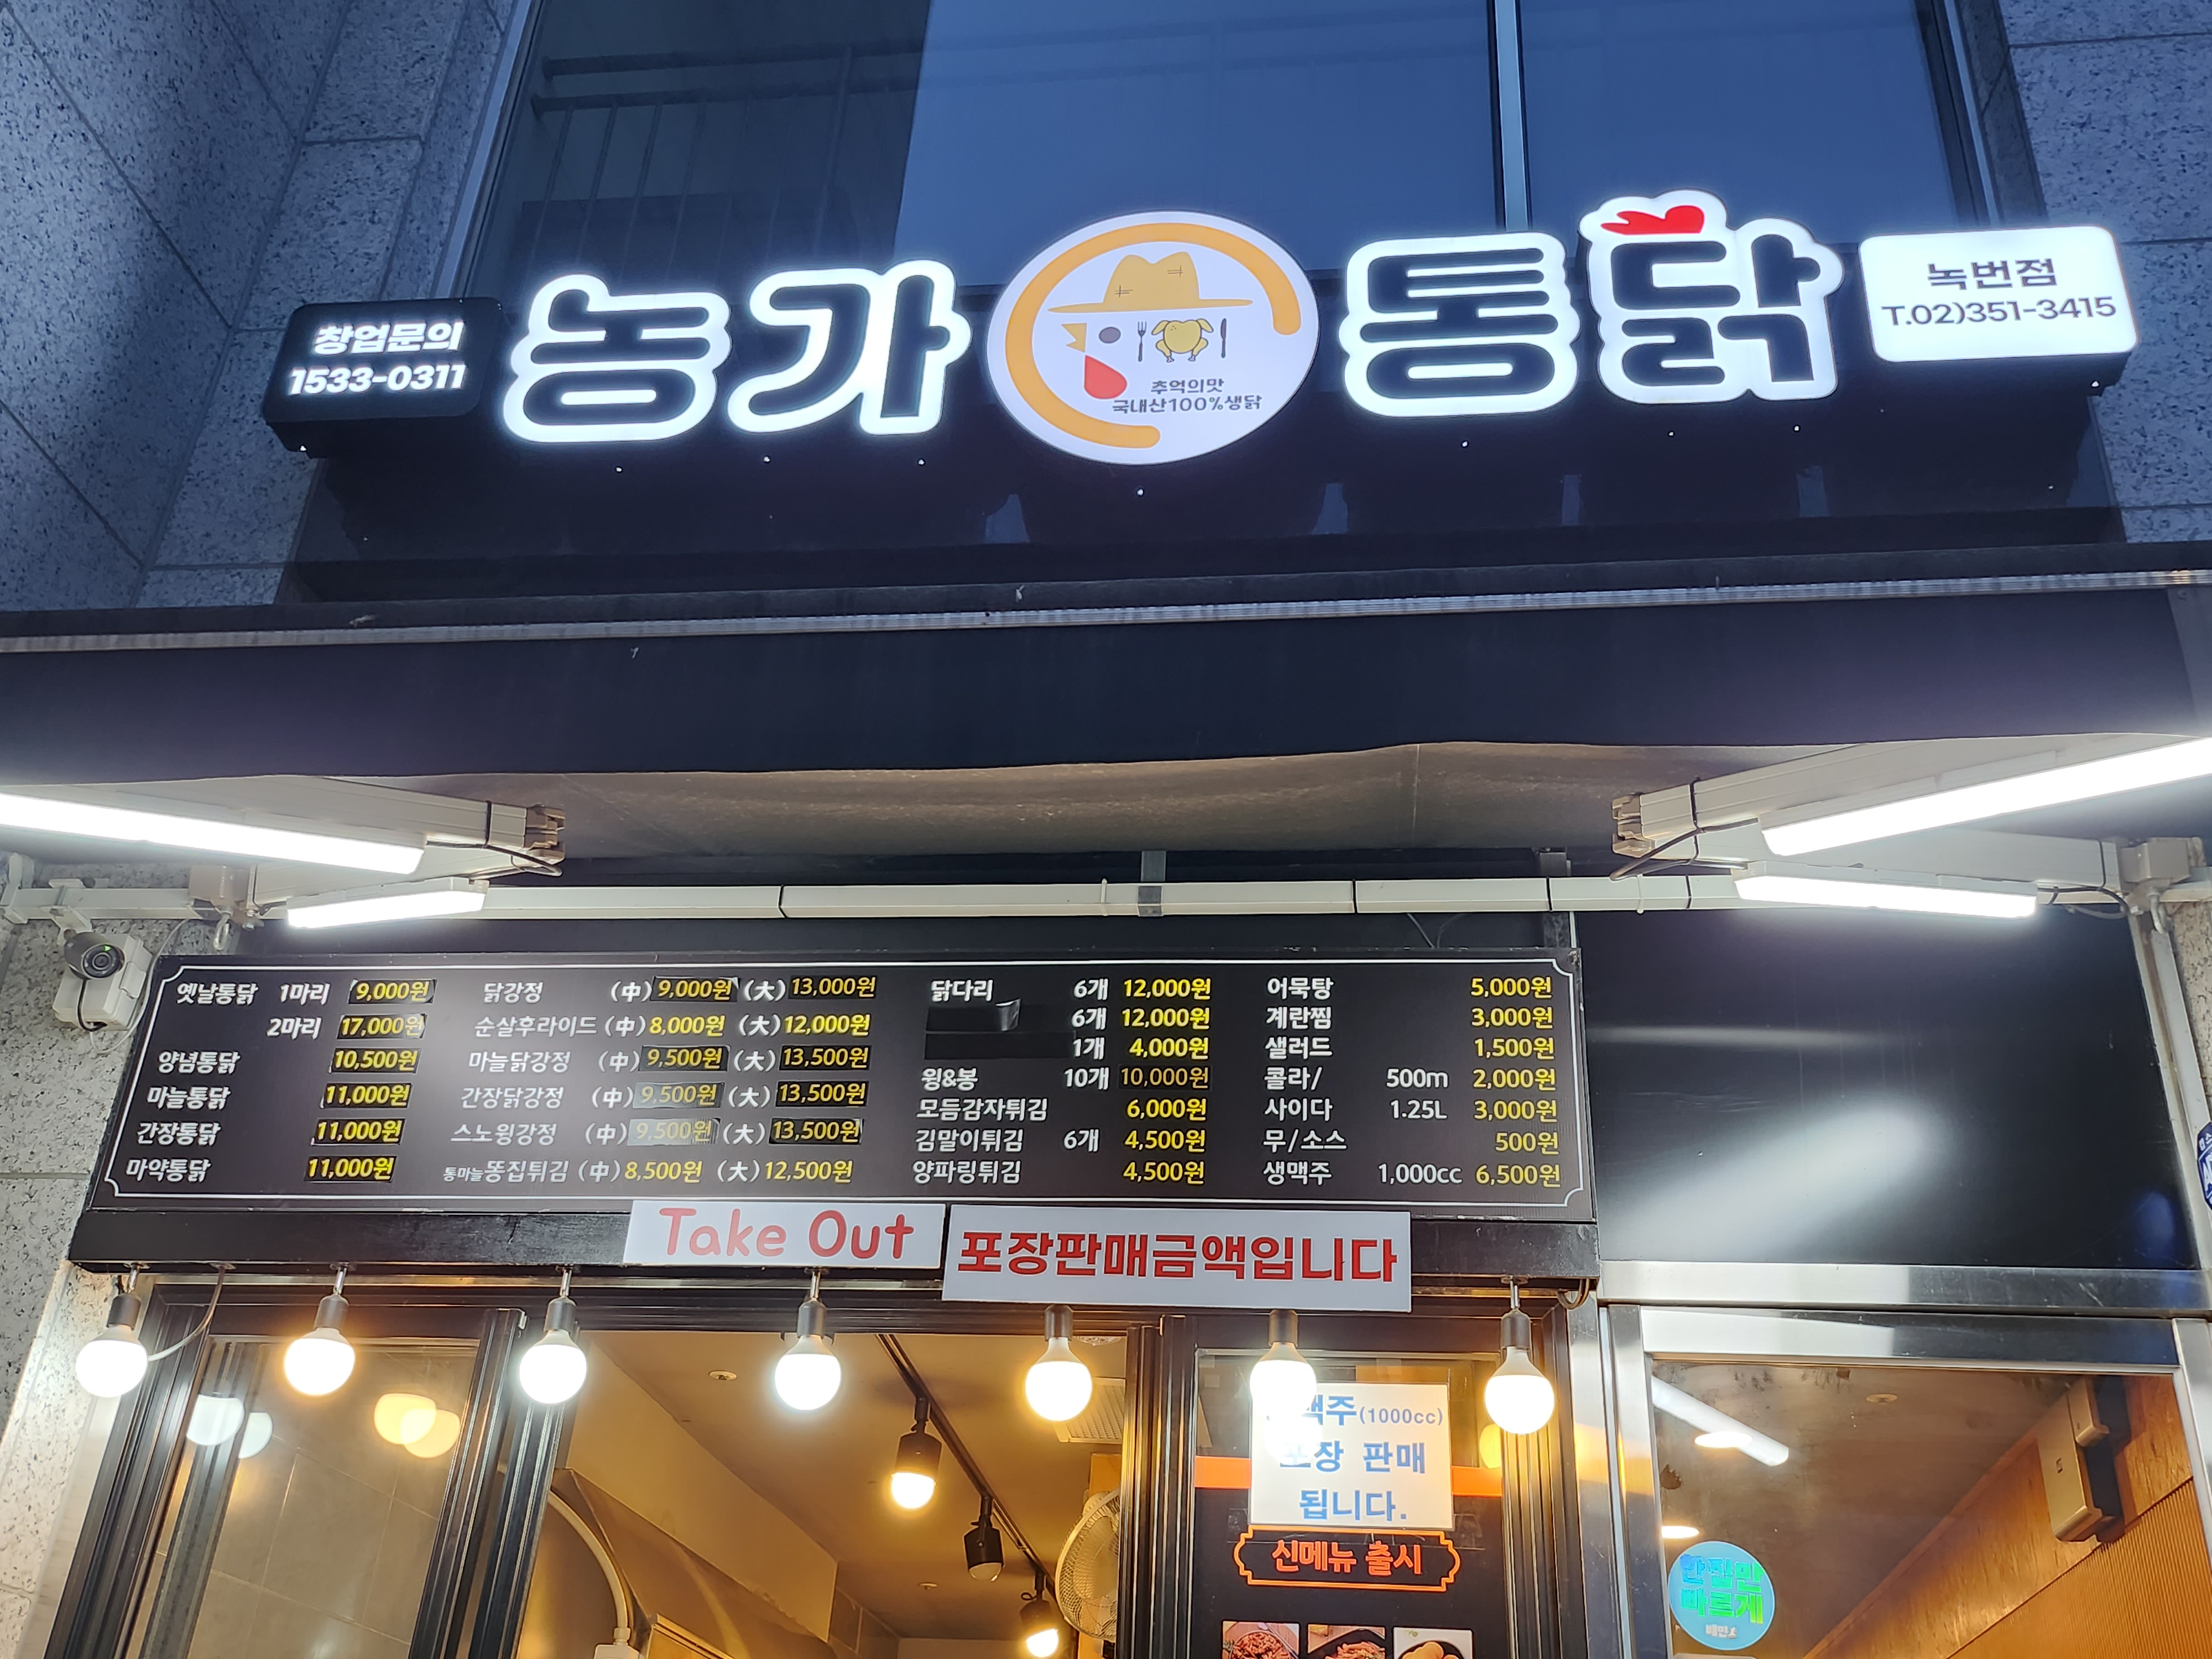 창업문의
1533-0311
농가
추억의맛
국내산100%생닭
통닭
녹번점
T.02)351-3415
옛날통닭 1마리 9,000원
2마리 17,000원
양념통닭 10,500원
마늘통닭 11,000원
간장통닭 11,000원
마약통닭 11,000원
닭강정 (中) 9,000원 (大) 13,000원
순살후라이드 (中) 8,000원 (大) 12,000원
마늘닭강정 (中) 9,500원 (大) 13,500원
간장닭강정 (中) 9,500원 (大) 13,500원
스노윙강정 (中) 9,500원 (大) 13,500원
통마늘똥집튀김 (中) 8,500원 (大) 12,500원
닭다리 6개 12,000원
6개 12,000원
1개 4,000원
윙&봉 10개 10,000원
모듬감자튀김 6,000원
김말이튀김 6개 4,500원
양파링튀김 4,500원
어묵탕 5,000원
계란찜 3,000원
샐러드 1,500원
콜라/ 500m 2,000원
사이다 1.25L 3,000원
무/소스 500원
생맥주 1,000cc 6,500원
Take Out
포장판매금액입니다
맥주(1000cc)
포장 판매
됩니다.
신메뉴 출시
한집만
빠르게
배민1